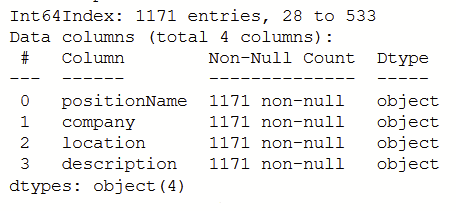 Int64Index: 1171 entries, 28 to 533
Data columns (total 4 columns):
 #   Column        Non-Null Count  Dtype
---  ------        --------------  -----
 0   positionName  1171 non-null   object
 1   company       1171 non-null   object
 2   location      1171 non-null   object
 3   description   1171 non-null   object
dtypes: object(4)